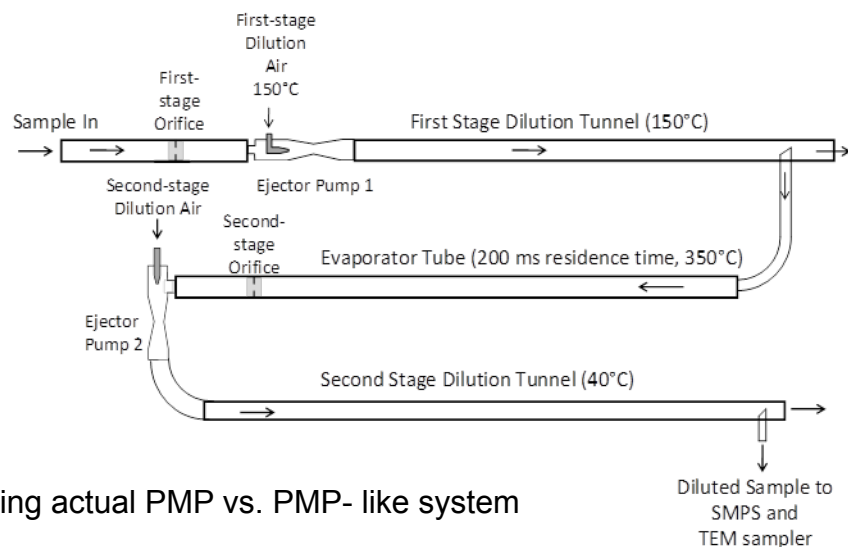 First-stage
Dilution
Air
150°C
First-
stage
Orifice
Sample In
First Stage Dilution Tunnel (150°C)
Ejector Pump 1
Second-stage
Dilution Air
Second-
stage
Orifice
Evaporator Tube (200 ms residence time, 350°C)
Ejector
Pump 2
Second Stage Dilution Tunnel (40°C)
Diluted Sample to
SMPS and
TEM sampler
ing actual PMP vs. PMP- like system